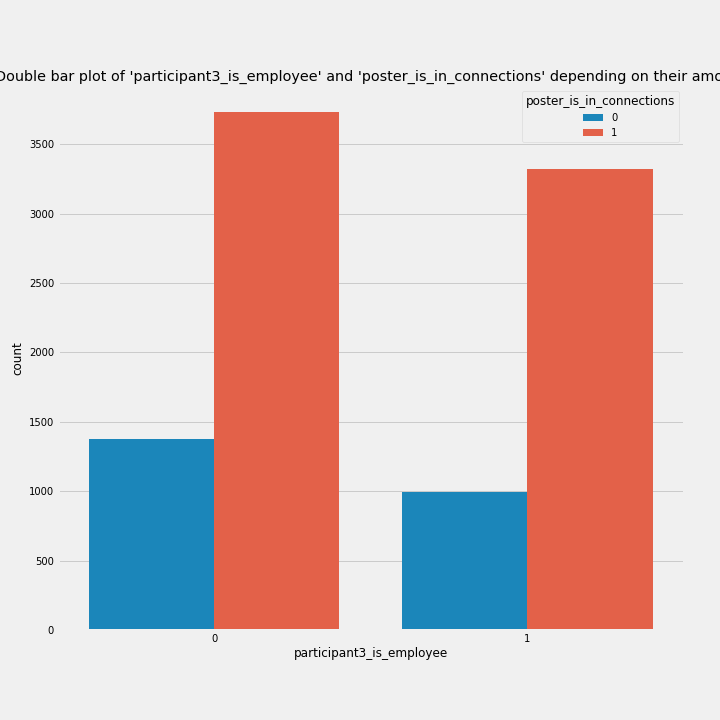 Double bar plot of 'participant3_is_employee' and 'poster_is_in_connections' depending on their
poster_is_in_connections
0
1
3500
3000
2500
2000
1500
1000
500
0
count
0 1
participant3_is_employee